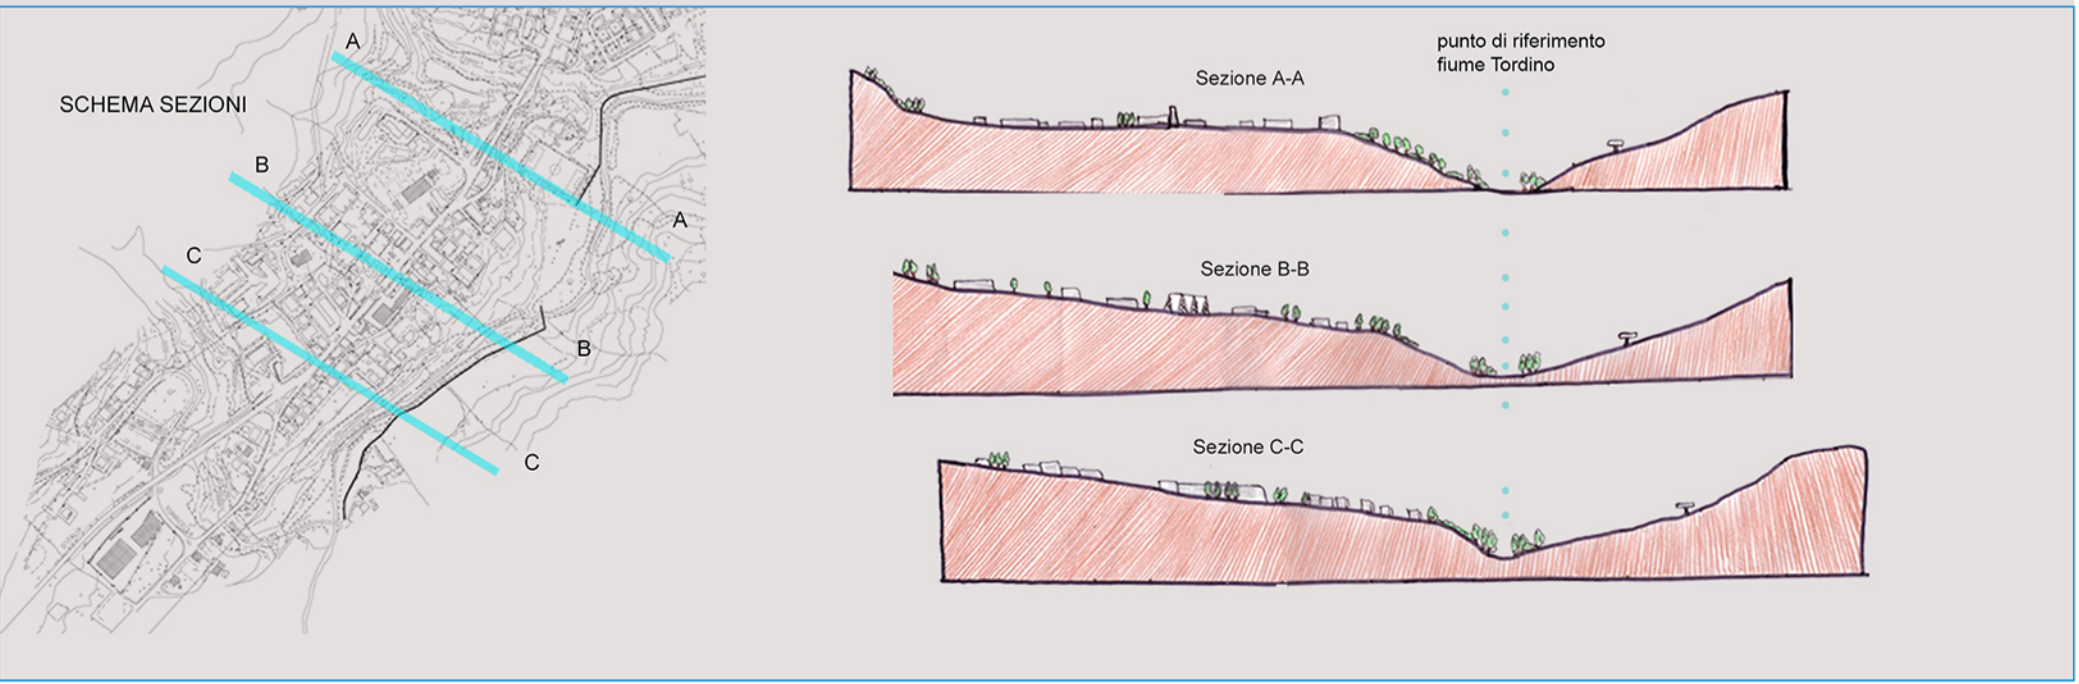 SCHEMA SEZIONI
A
B
C
A
B
C
punto di riferimento
fiume Tordino
Sezione A-A
Sezione B-B
Sezione C-C